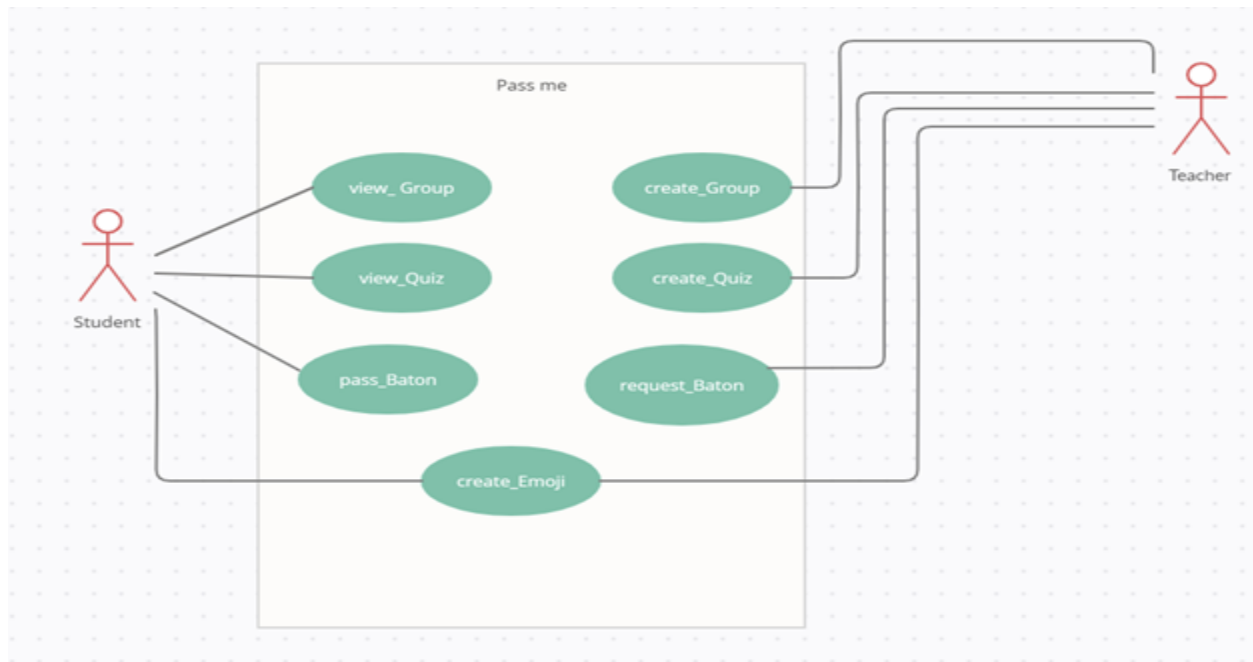 Pass me
view_ Group
create_Group
Teacher
view_Quiz
create_Quiz
Student
pass_Baton
request_Baton
create_Emoji